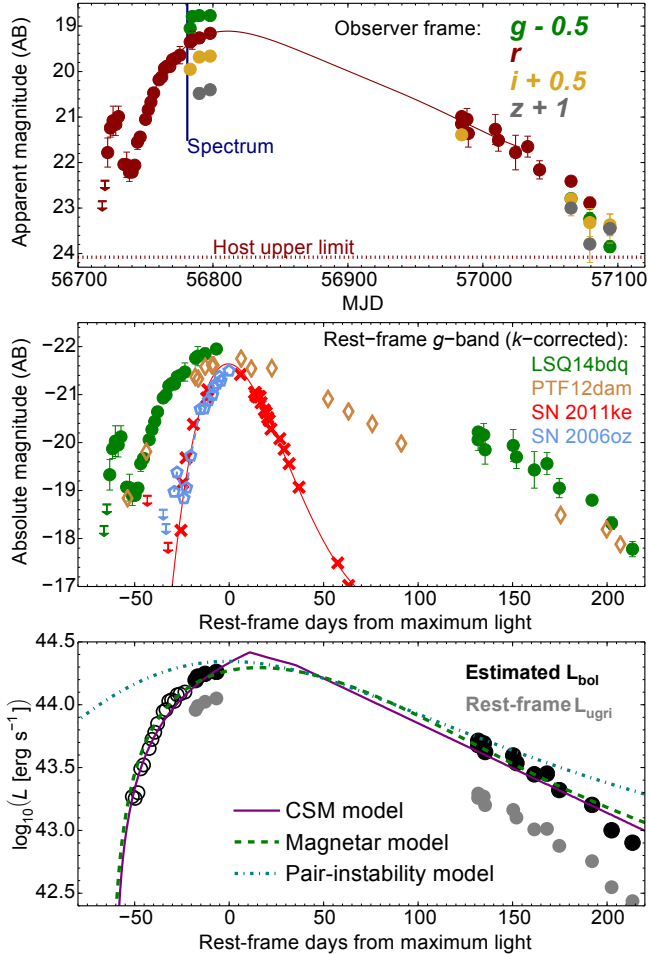 Observer frame:
g - 0.5
r
i + 0.5
z + 1
Spectrum
Host upper limit
Apparent magnitude (AB)
19
20
21
22
23
24
56700 56800 56900 57000 57100
MJD
Rest-frame g-band (k-corrected):
LSQ14bdq
PTF12dam
SN 2011ke
SN 2006oz
Absolute magnitude (AB)
-22
-21
-20
-19
-18
-17
-50 0 50 100 150 200
Rest-frame days from maximum light
Estimated Lbol
Rest-frame Lugri
CSM model
Magnetar model
Pair-instability model
log10(L [erg s⁻¹])
44.5
44.0
43.5
43.0
42.5
-50 0 50 100 150 200
Rest-frame days from maximum light